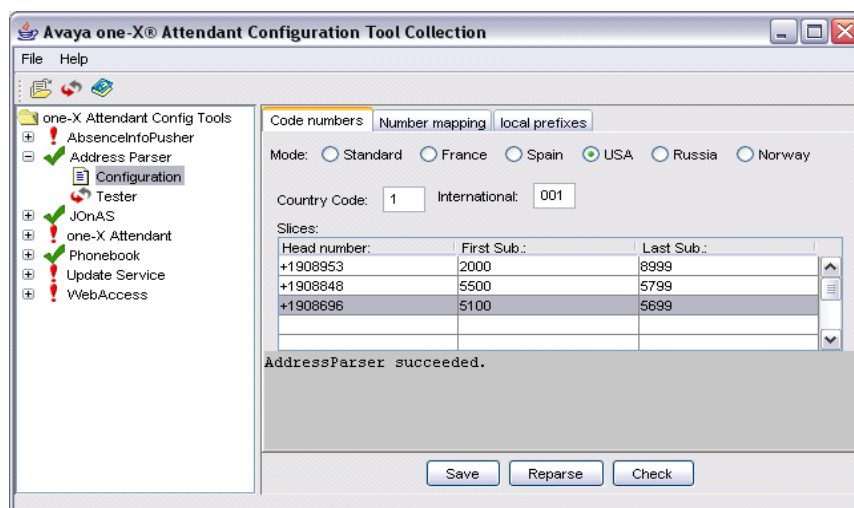 Avaya one-X® Attendant Configuration Tool Collection
File Help
one-X Attendant Config Tools
AbsenceInfoPusher
Address Parser
Configuration
Tester
JOnAS
one-X Attendant
Phonebook
Update Service
WebAccess
Code numbers Number mapping local prefixes
Mode: Standard France Spain USA Russia Norway
Country Code: 1 International: 001
Slices:
Head number: First Sub.: Last Sub.:
+1908953 2000 8999
+1908848 5500 5799
+1908696 5100 5699
AddressParser succeeded.
Save Reparse Check